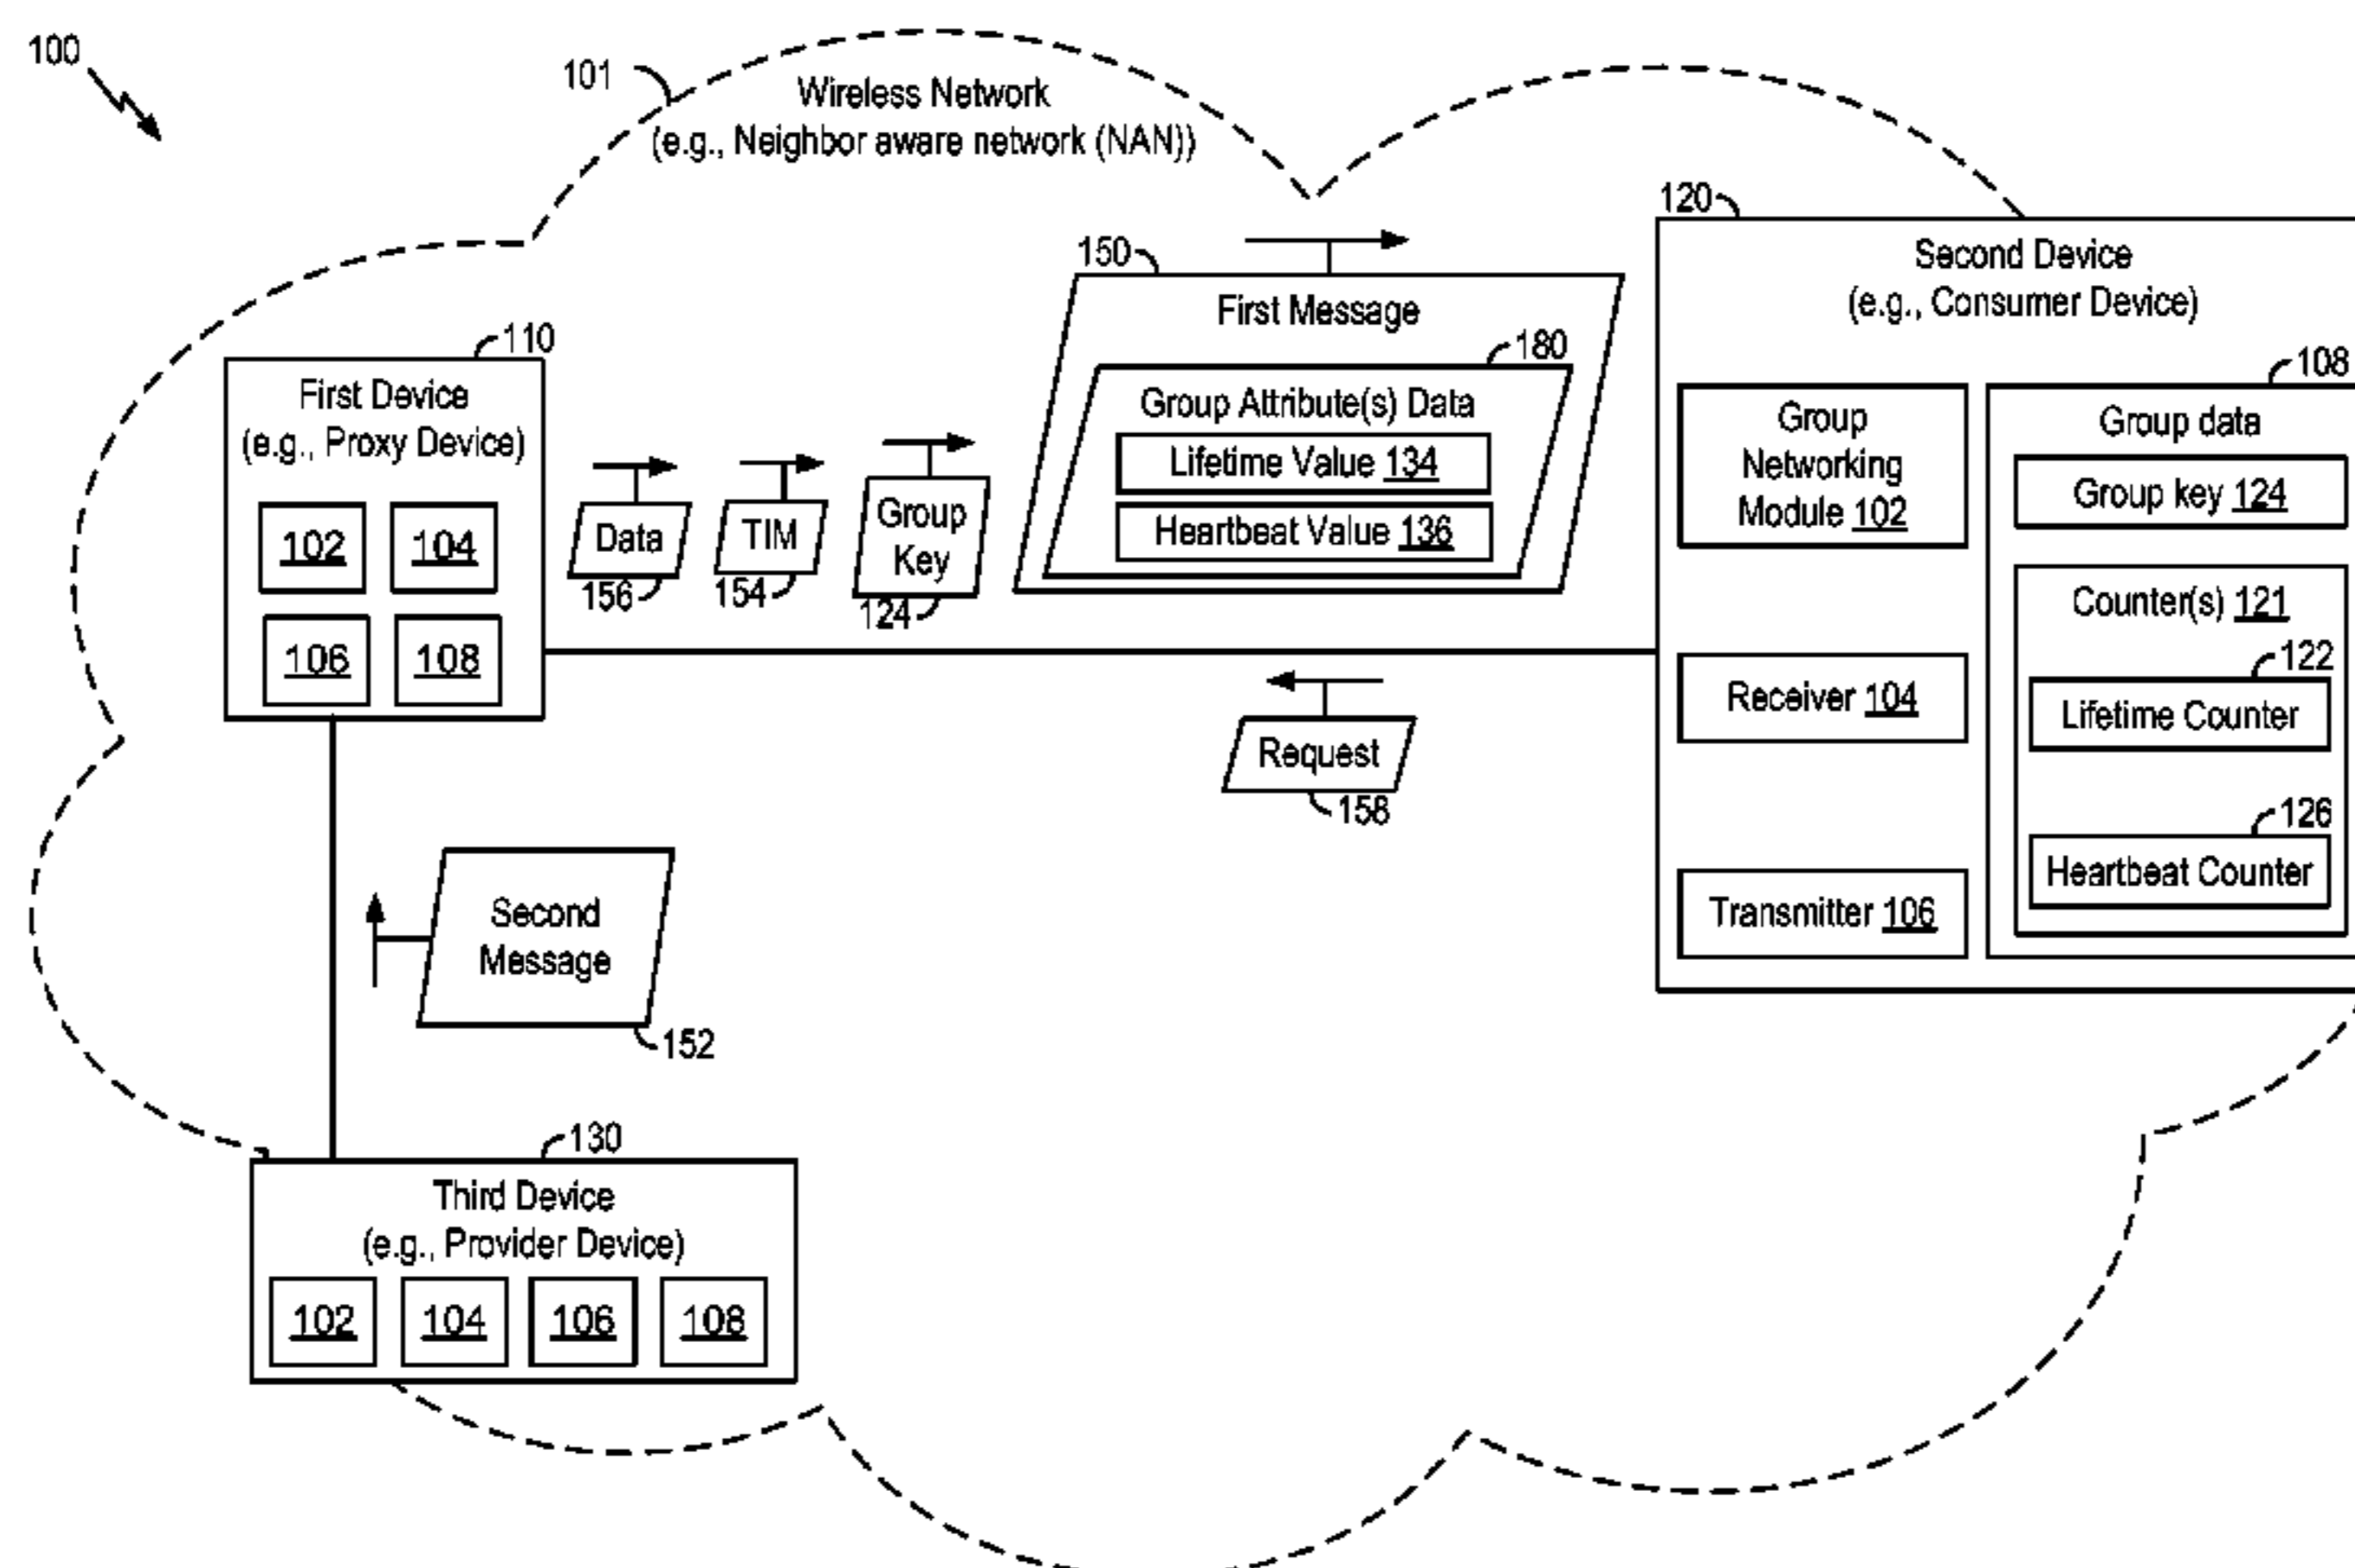 100
101
Wireless Network
(e.g., Neighbor aware network (NAN))
110
First Device
(e.g., Proxy Device)
102 104
106 108
Data
156
TIM
154
Group
Key
124
150
First Message
180
Group Attribute(s) Data
Lifetime Value 134
Heartbeat Value 136
Request
158
120
Second Device
(e.g., Consumer Device)
Group
Networking
Module 102
Receiver 104
Transmitter 106
108
Group data
Group key 124
Counter(s) 121
122
Lifetime Counter
126
Heartbeat Counter
Second
Message
152
130
Third Device
(e.g., Provider Device)
102 104 106 108